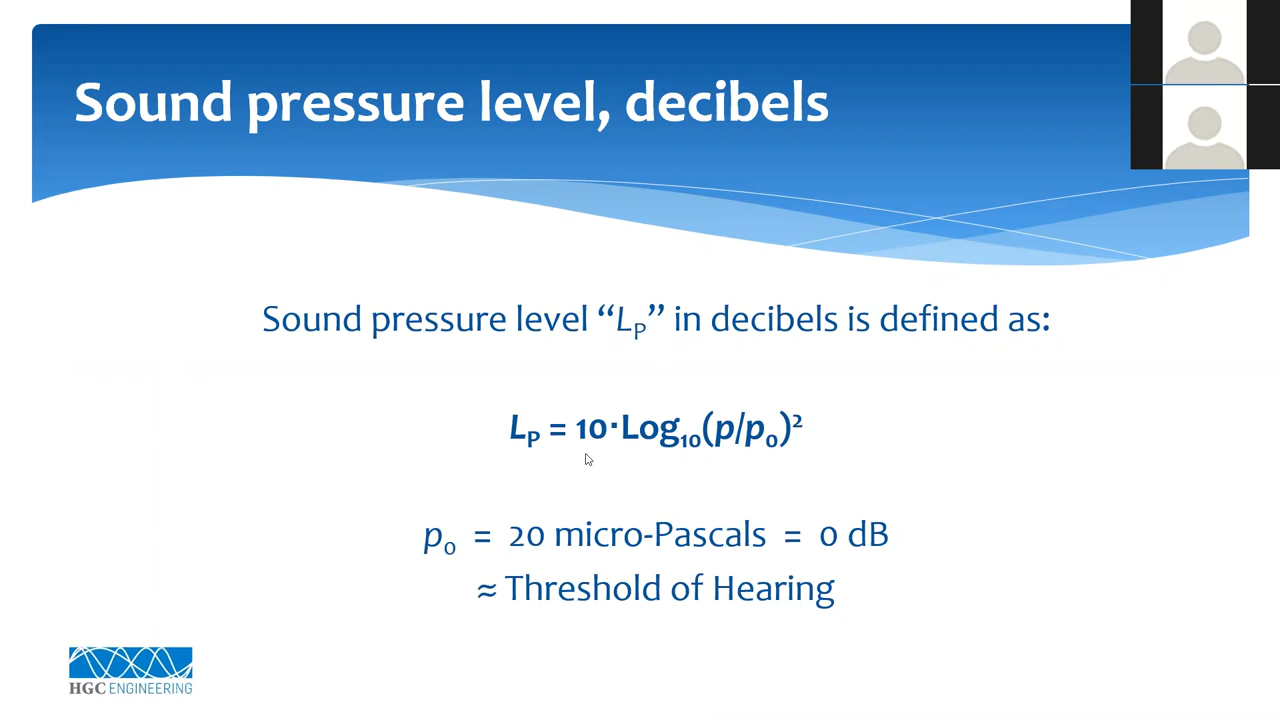 Sound pressure level, decibels
Sound pressure level “Lₚ” in decibels is defined as:
Lₚ = 10·Log₁₀(p/p₀)²
p₀ = 20 micro-Pascals = 0 dB
≈ Threshold of Hearing
HGC ENGINEERING